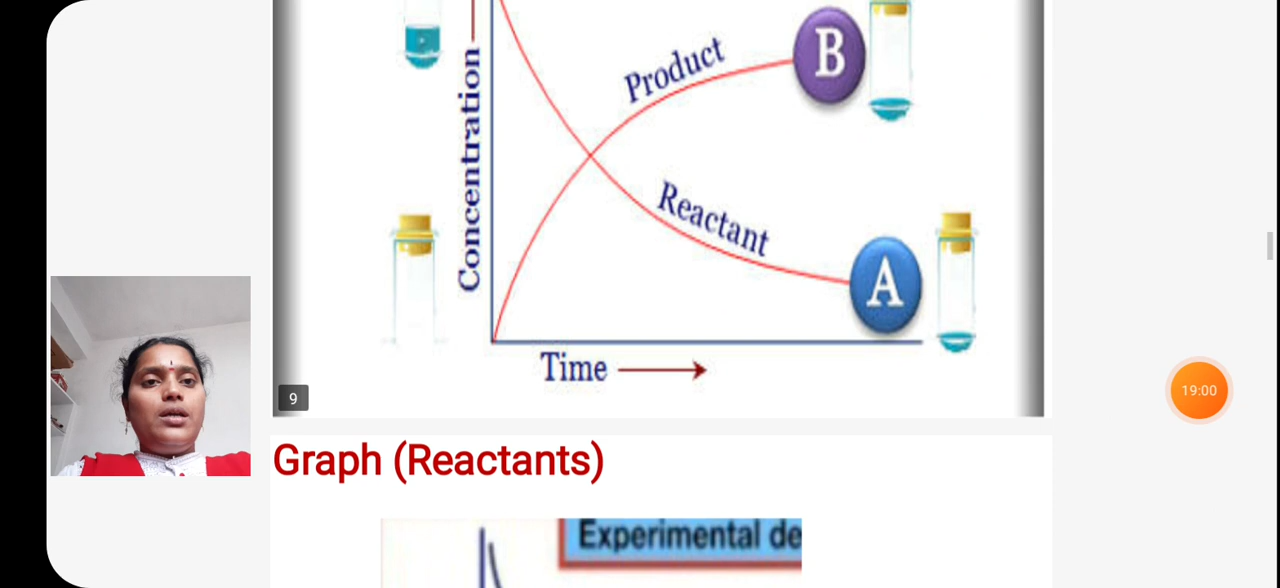 Product
B
Concentration
Reactant
A
Time
9
19:00
Graph (Reactants)
Experimental de